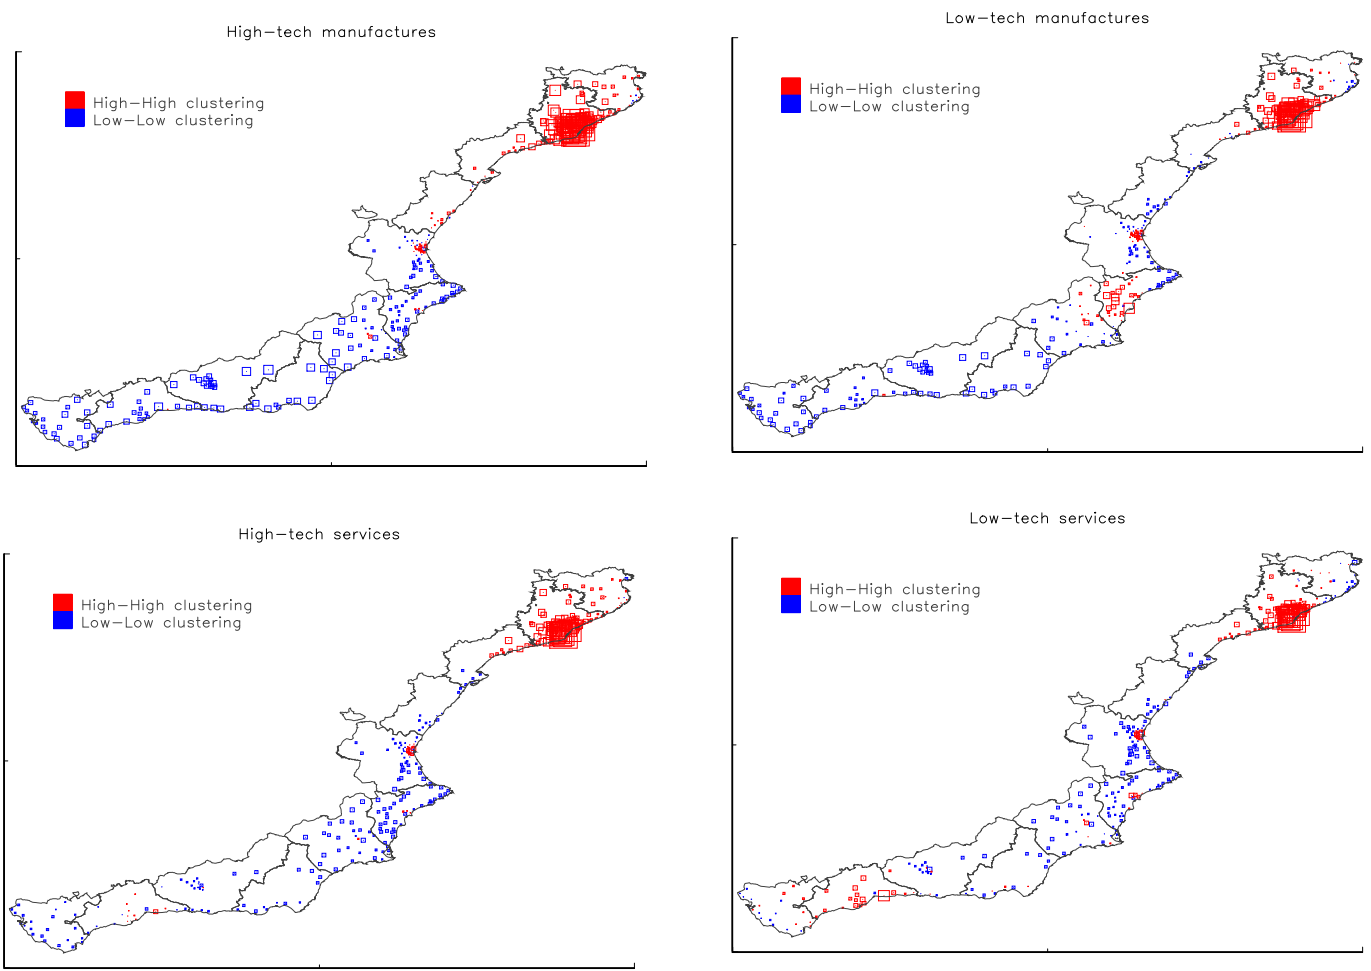 High-tech manufactures
High-High clustering
Low-Low clustering
Low-tech manufactures
High-High clustering
Low-Low clustering
High-tech services
High-High clustering
Low-Low clustering
Low-tech services
High-High clustering
Low-Low clustering